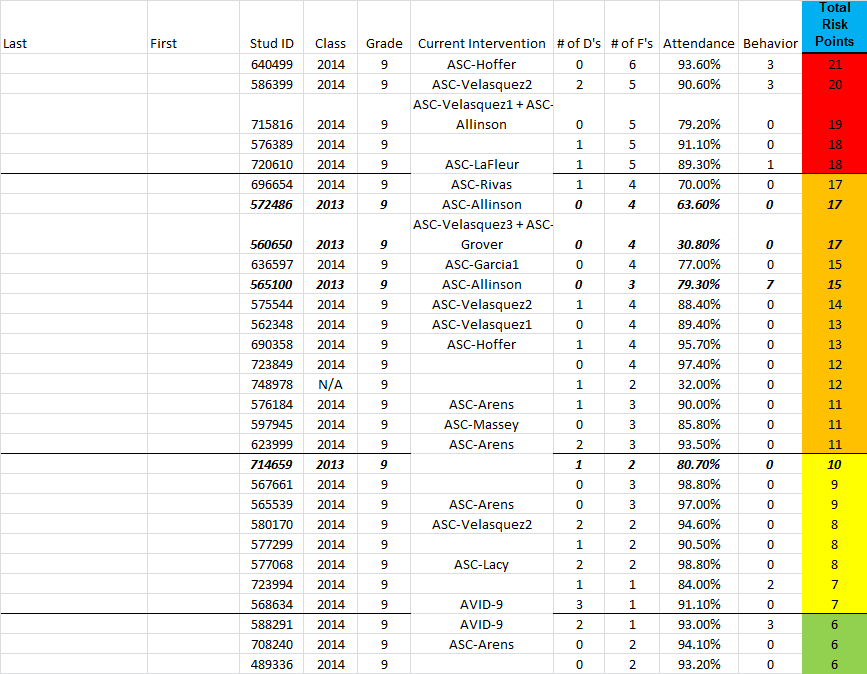 Last First Stud ID Class Grade Current Intervention # of D's # of F's Attendance Behavior Total Risk Points
640499 2014 9 ASC-Hoffer 0 6 93.60% 3 21
586399 2014 9 ASC-Velasquez2 2 5 90.60% 3 20
715816 2014 9 ASC-Velasquez1 + ASC-Allinson 0 5 79.20% 0 19
576389 2014 9 1 5 91.10% 0 18
720610 2014 9 ASC-LaFleur 1 5 89.30% 1 18
696654 2014 9 ASC-Rivas 1 4 70.00% 0 17
572486 2013 9 ASC-Allinson 0 4 63.60% 0 17
560650 2013 9 ASC-Velasquez3 + ASC-Grover 0 4 30.80% 0 17
636597 2014 9 ASC-Garcia1 0 4 77.00% 0 15
565100 2013 9 ASC-Allinson 0 3 79.30% 7 15
575544 2014 9 ASC-Velasquez2 1 4 88.40% 0 14
562348 2014 9 ASC-Velasquez1 0 4 89.40% 0 13
690358 2014 9 ASC-Hoffer 1 4 95.70% 0 13
723849 2014 9 0 4 97.40% 0 12
748978 N/A 9 1 2 32.00% 0 12
576184 2014 9 ASC-Arens 1 3 90.00% 0 11
597945 2014 9 ASC-Massey 0 3 85.80% 0 11
623999 2014 9 ASC-Arens 2 3 93.50% 0 11
714659 2013 9 1 2 80.70% 0 10
567661 2014 9 0 3 98.80% 0 9
565539 2014 9 ASC-Arens 0 3 97.00% 0 9
580170 2014 9 ASC-Velasquez2 2 2 94.60% 0 8
577299 2014 9 1 2 90.50% 0 8
577068 2014 9 ASC-Lacy 2 2 98.80% 0 8
723994 2014 9 1 1 84.00% 2 7
568634 2014 9 AVID-9 3 1 91.10% 0 7
588291 2014 9 AVID-9 2 1 93.00% 3 6
708240 2014 9 ASC-Arens 0 2 94.10% 0 6
489336 2014 9 0 2 93.20% 0 6